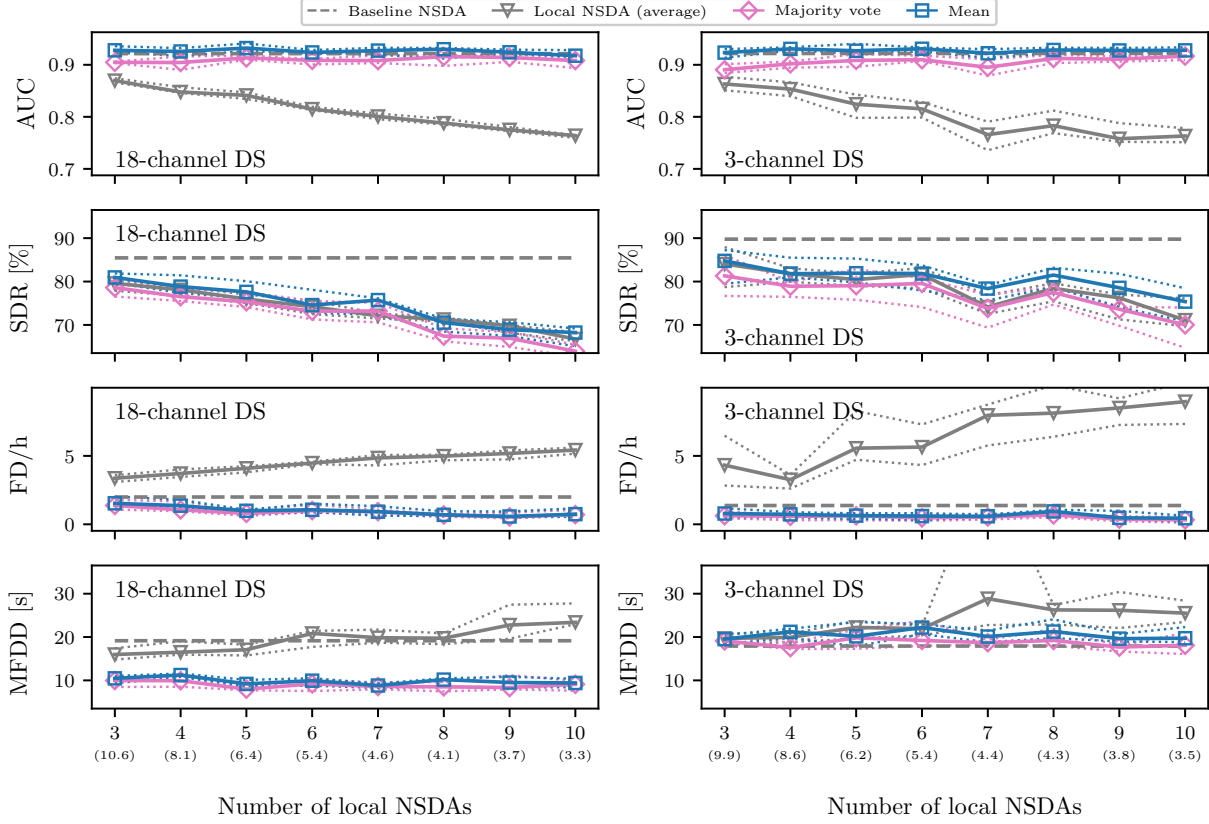 Baseline NSDA Local NSDA (average) Majority vote Mean
AUC
0.9
0.8
0.7
18-channel DS
AUC
0.9
0.8
0.7
3-channel DS
SDR [%]
90
80
70
18-channel DS
SDR [%]
90
80
70
3-channel DS
FD/h
5
0
18-channel DS
FD/h
5
0
3-channel DS
MFDD [s]
30
20
10
18-channel DS
MFDD [s]
30
20
10
3-channel DS
3 4 5 6 7 8 9 10
(10.6) (8.1) (6.4) (5.4) (4.6) (4.1) (3.7) (3.3)
Number of local NSDAs
3 4 5 6 7 8 9 10
(9.9) (8.6) (6.2) (5.4) (4.4) (4.3) (3.8) (3.5)
Number of local NSDAs